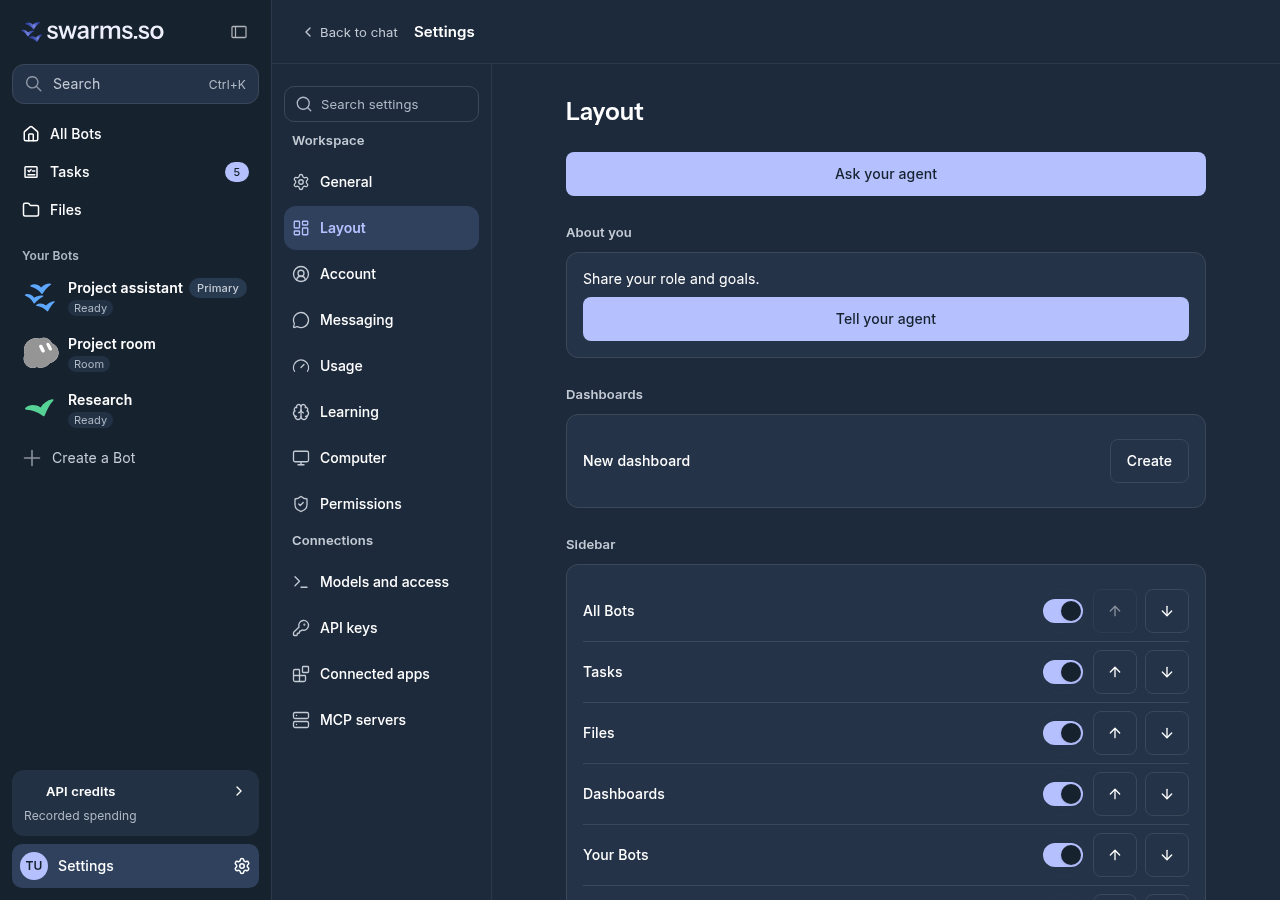 swarms.so
Search Ctrl+K
All Bots
Tasks 5
Files
Your Bots
Project assistant Primary
Ready
Project room
Room
Research
Ready
Create a Bot
API credits
Recorded spending
TU Settings
Back to chat Settings
Search settings
Workspace
General
Layout
Account
Messaging
Usage
Learning
Computer
Permissions
Connections
Models and access
API keys
Connected apps
MCP servers
Layout
Ask your agent
About you
Share your role and goals.
Tell your agent
Dashboards
New dashboard Create
Sidebar
All Bots
Tasks
Files
Dashboards
Your Bots